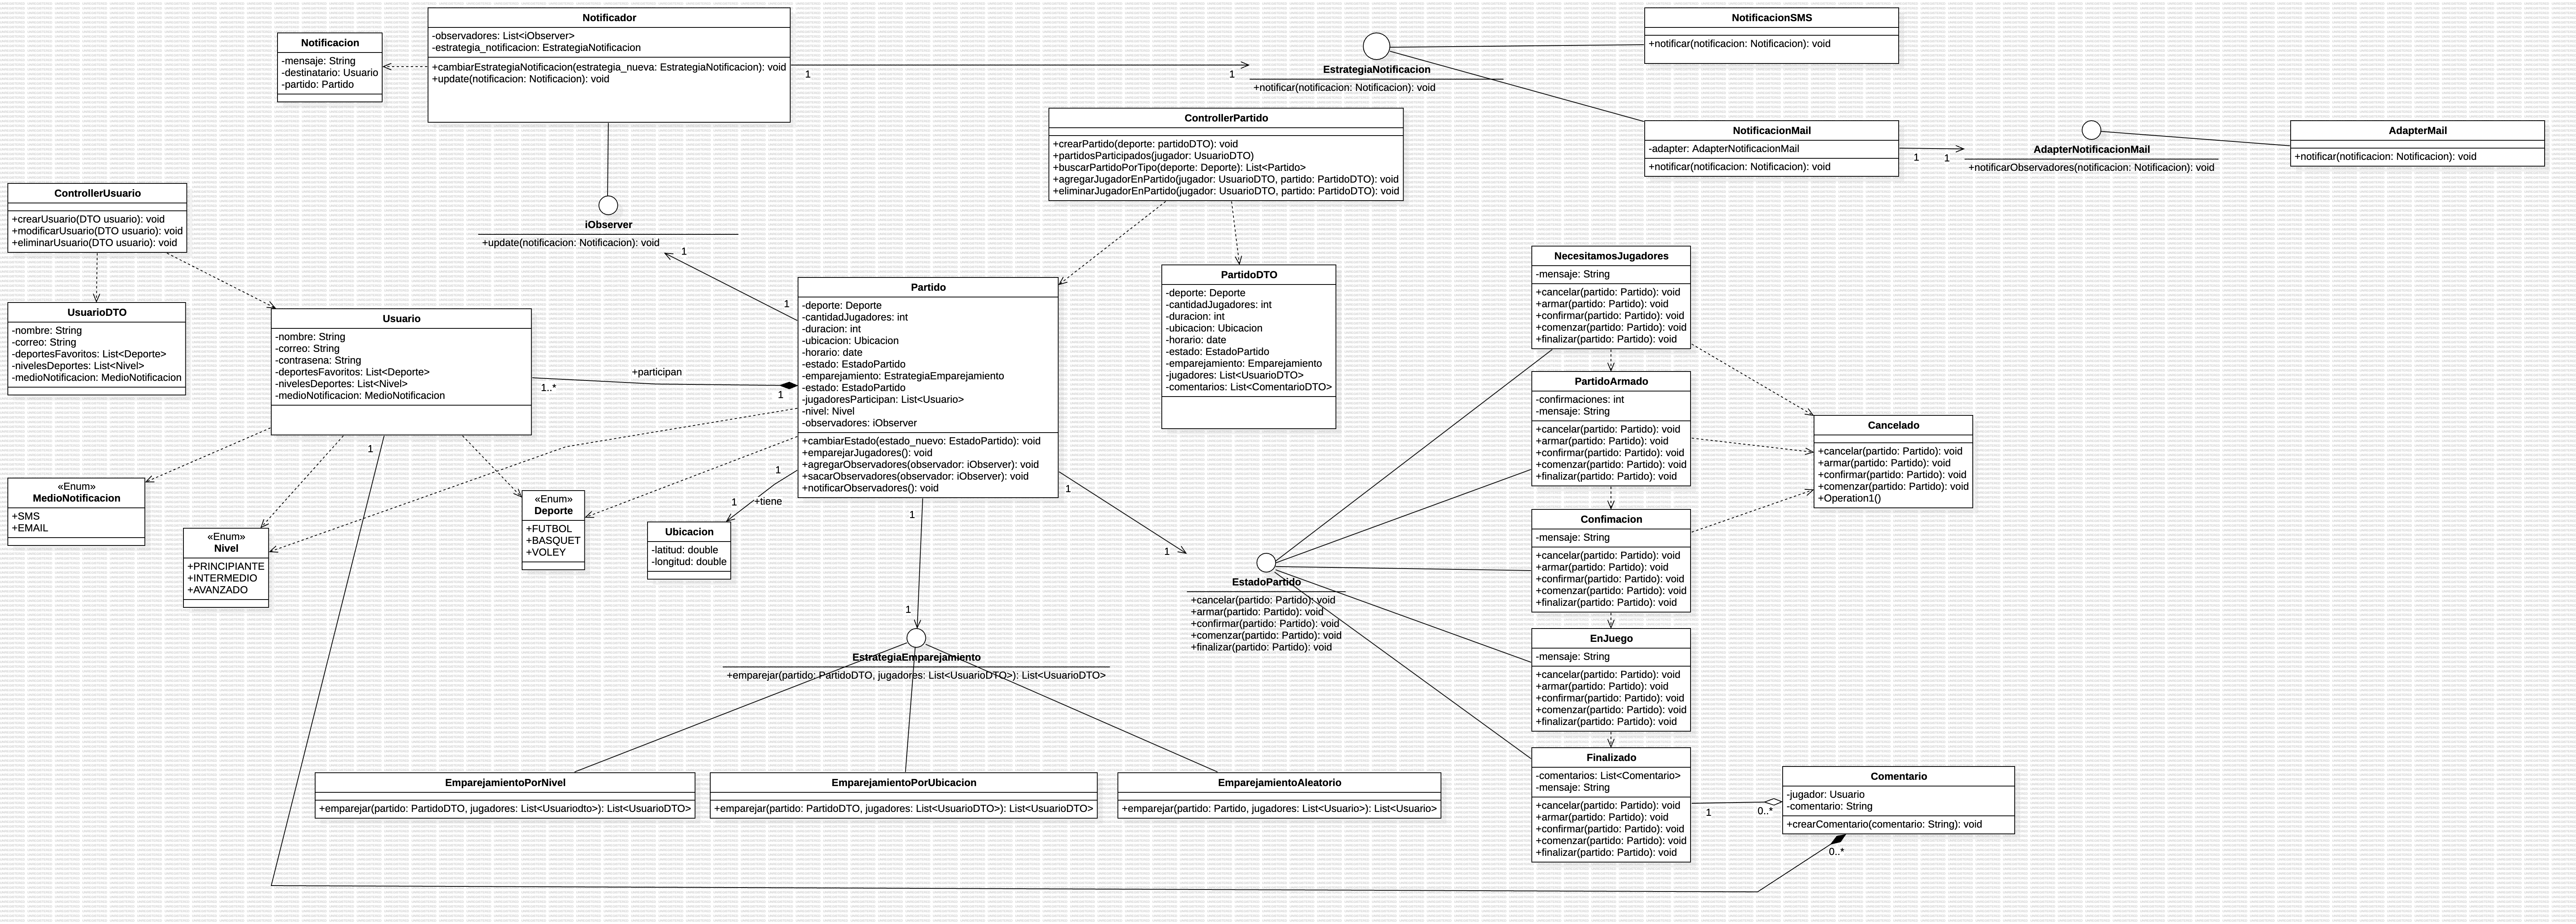 Notificador
-observadores: List<iObserver>
-estrategia_notificacion: EstrategiaNotificacion
+cambiarEstrategiaNotificacion(estrategia_nueva: EstrategiaNotificacion): void
+update(notificacion: Notificacion): void
Notificacion
-mensaje: String
-destinatario: Usuario
-partido: Partido
1
1
EstrategiaNotificacion
+notificar(notificacion: Notificacion): void
NotificacionSMS
+notificar(notificacion: Notificacion): void
NotificacionMail
-adapter: AdapterNotificacionMail
+notificar(notificacion: Notificacion): void
1
1
AdapterNotificacionMail
+notificarObservadores(notificacion: Notificacion): void
AdapterMail
+notificar(notificacion: Notificacion): void
ControllerPartido
+crearPartido(deporte: partidoDTO): void
+partidosParticipados(jugador: UsuarioDTO)
+buscarPartidoPorTipo(deporte: Deporte): List<Partido>
+agregarJugadorEnPartido(jugador: UsuarioDTO, partido: PartidoDTO): void
+eliminarJugadorEnPartido(jugador: UsuarioDTO, partido: PartidoDTO): void
ControllerUsuario
+crearUsuario(DTO usuario): void
+modificarUsuario(DTO usuario): void
+eliminarUsuario(DTO usuario): void
iObserver
+update(notificacion: Notificacion): void
1
1
UsuarioDTO
-nombre: String
-correo: String
-deportesFavoritos: List<Deporte>
-nivelesDeportes: List<Nivel>
-medioNotificacion: MedioNotificacion
Usuario
-nombre: String
-correo: String
-contrasena: String
-deportesFavoritos: List<Deporte>
-nivelesDeportes: List<Nivel>
-medioNotificacion: MedioNotificacion
+participan
1..*
1
1
Partido
-deporte: Deporte
-cantidadJugadores: int
-duracion: int
-ubicacion: Ubicacion
-horario: date
-estado: EstadoPartido
-emparejamiento: EstrategiaEmparejamiento
-estado: EstadoPartido
-jugadoresParticipan: List<Usuario>
-nivel: Nivel
-observadores: iObserver
+cambiarEstado(estado_nuevo: EstadoPartido): void
+emparejarJugadores(): void
+agregarObservadores(observador: iObserver): void
+sacarObservadores(observador: iObserver): void
+notificarObservadores(): void
PartidoDTO
-deporte: Deporte
-cantidadJugadores: int
-duracion: int
-ubicacion: Ubicacion
-horario: date
-estado: EstadoPartido
-emparejamiento: Emparejamiento
-jugadores: List<UsuarioDTO>
-comentarios: List<ComentarioDTO>
NecesitamosJugadores
-mensaje: String
+cancelar(partido: Partido): void
+armar(partido: Partido): void
+confirmar(partido: Partido): void
+comenzar(partido: Partido): void
+finalizar(partido: Partido): void
PartidoArmado
-confirmaciones: int
-mensaje: String
+cancelar(partido: Partido): void
+armar(partido: Partido): void
+confirmar(partido: Partido): void
+comenzar(partido: Partido): void
+finalizar(partido: Partido): void
Cancelado
+cancelar(partido: Partido): void
+armar(partido: Partido): void
+confirmar(partido: Partido): void
+comenzar(partido: Partido): void
+Operation1()
«Enum»
MedioNotificacion
+SMS
+EMAIL
«Enum»
Nivel
+PRINCIPIANTE
+INTERMEDIO
+AVANZADO
«Enum»
Deporte
+FUTBOL
+BASQUET
+VOLEY
1
+tiene
1
Ubicacion
-latitud: double
-longitud: double
1
1
1
1
Confimacion
-mensaje: String
+cancelar(partido: Partido): void
+armar(partido: Partido): void
+confirmar(partido: Partido): void
+comenzar(partido: Partido): void
+finalizar(partido: Partido): void
EstadoPartido
+cancelar(partido: Partido): void
+armar(partido: Partido): void
+confirmar(partido: Partido): void
+comenzar(partido: Partido): void
+finalizar(partido: Partido): void
EnJuego
-mensaje: String
+cancelar(partido: Partido): void
+armar(partido: Partido): void
+confirmar(partido: Partido): void
+comenzar(partido: Partido): void
+finalizar(partido: Partido): void
EstrategiaEmparejamiento
+emparejar(partido: PartidoDTO, jugadores: List<UsuarioDTO>): List<UsuarioDTO>
EmparejamientoPorNivel
+emparejar(partido: PartidoDTO, jugadores: List<Usuariodto>): List<UsuarioDTO>
EmparejamientoPorUbicacion
+emparejar(partido: PartidoDTO, jugadores: List<UsuarioDTO>): List<UsuarioDTO>
EmparejamientoAleatorio
+emparejar(partido: Partido, jugadores: List<Usuario>): List<Usuario>
Finalizado
-comentarios: List<Comentario>
-mensaje: String
+cancelar(partido: Partido): void
+armar(partido: Partido): void
+confirmar(partido: Partido): void
+comenzar(partido: Partido): void
+finalizar(partido: Partido): void
1
0..*
Comentario
-jugador: Usuario
-comentario: String
+crearComentario(comentario: String): void
0..*